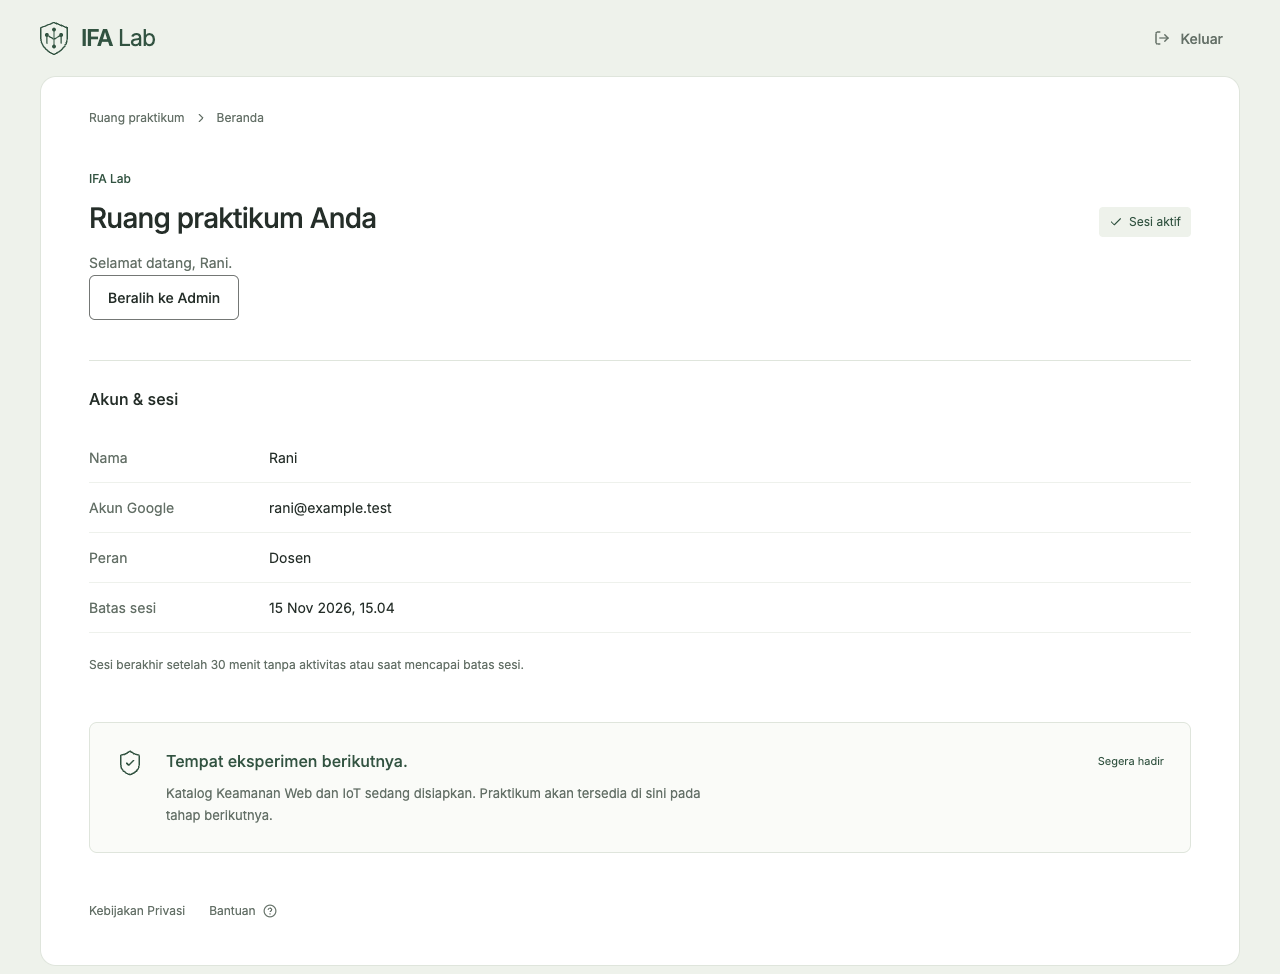 IFA Lab
Keluar
Ruang praktikum > Beranda
IFA Lab
Ruang praktikum Anda
Sesi aktif
Selamat datang, Rani.
Beralih ke Admin
Akun & sesi
Nama Rani
Akun Google rani@example.test
Peran Dosen
Batas sesi 15 Nov 2026, 15.04
Sesi berakhir setelah 30 menit tanpa aktivitas atau saat mencapai batas sesi.
Tempat eksperimen berikutnya.
Segera hadir
Katalog Keamanan Web dan IoT sedang disiapkan. Praktikum akan tersedia di sini pada
tahap berikutnya.
Kebijakan Privasi Bantuan ?